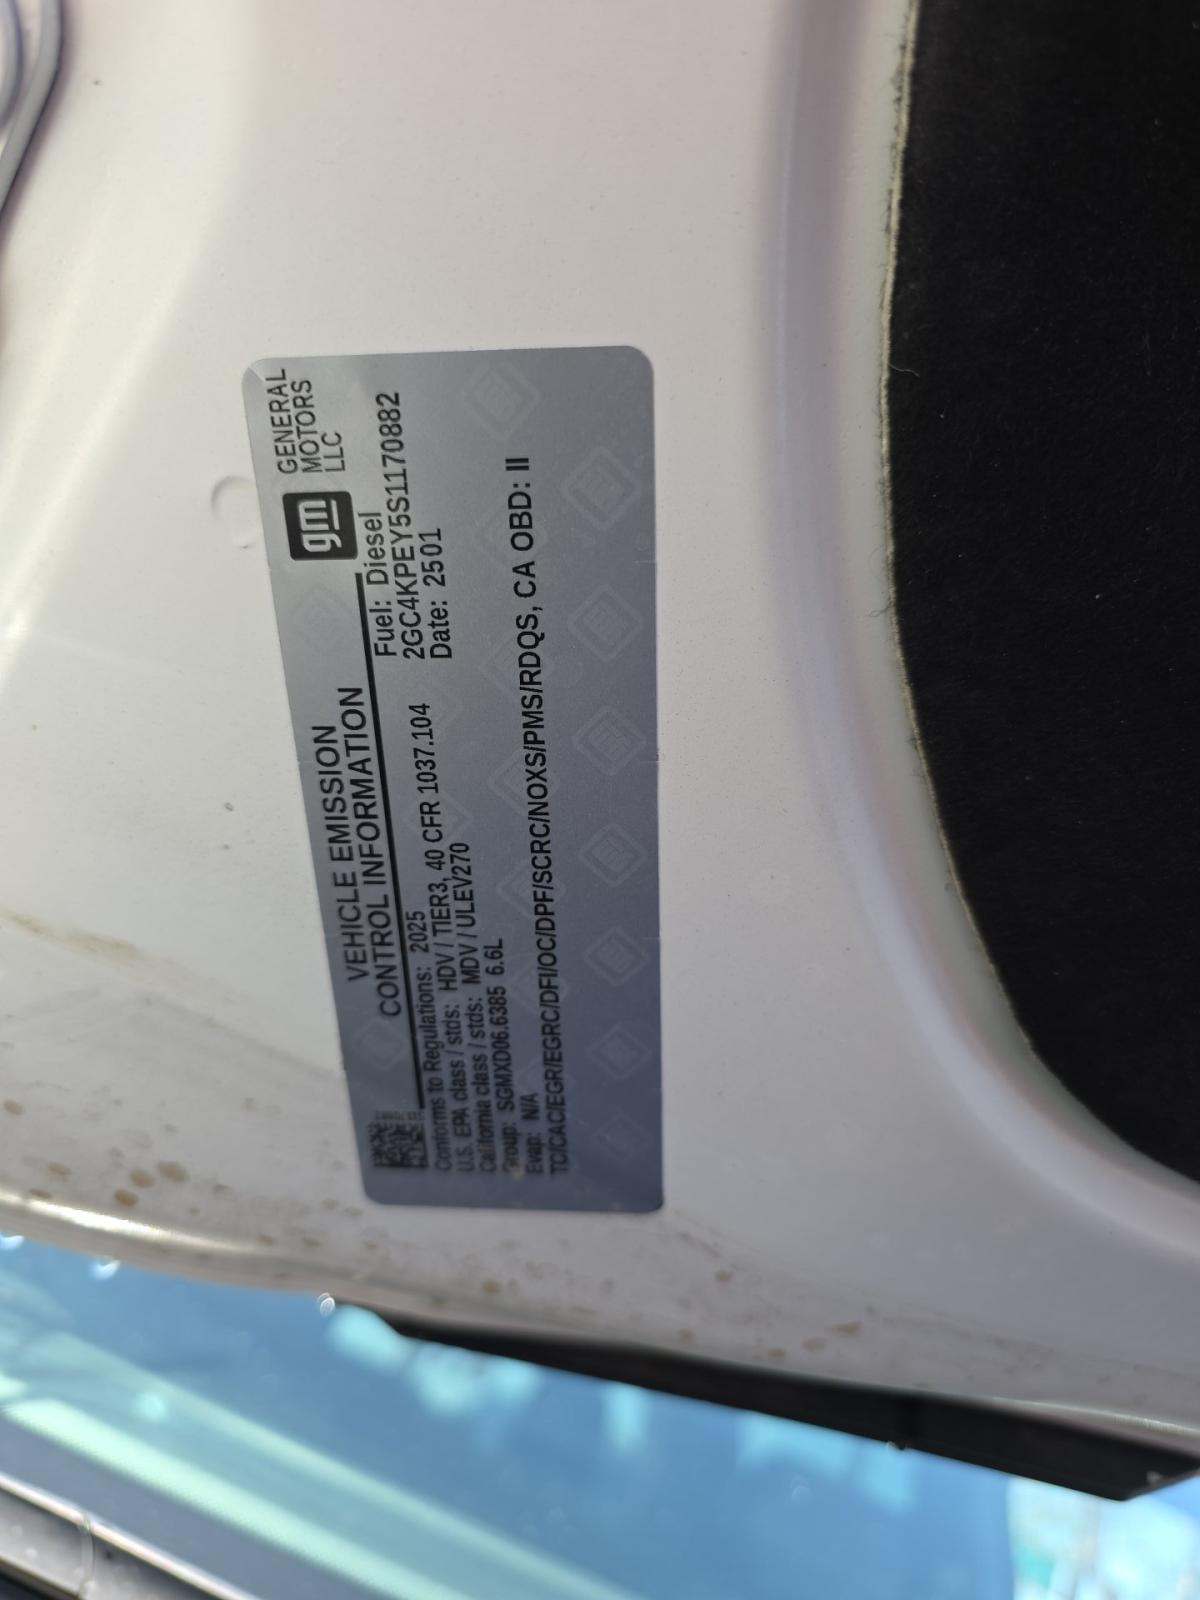 VEHICLE EMISSION
CONTROL INFORMATION
gm
GENERAL
MOTORS
LLC
Conforms to Regulations: 2025
U.S. EPA class / stds: HDV / TIER3, 40 CFR 1037.104
California class / stds: MDV / ULEV270
Group: SGMXD06.6385 6.6L
Evap: N/A
TC/CAC/EGR/EGRC/DFI/OC/DPF/SCRC/NOXS/PMS/RDQS, CA OBD: II
Fuel: Diesel
2GC4KPEY5S1170882
Date: 2501